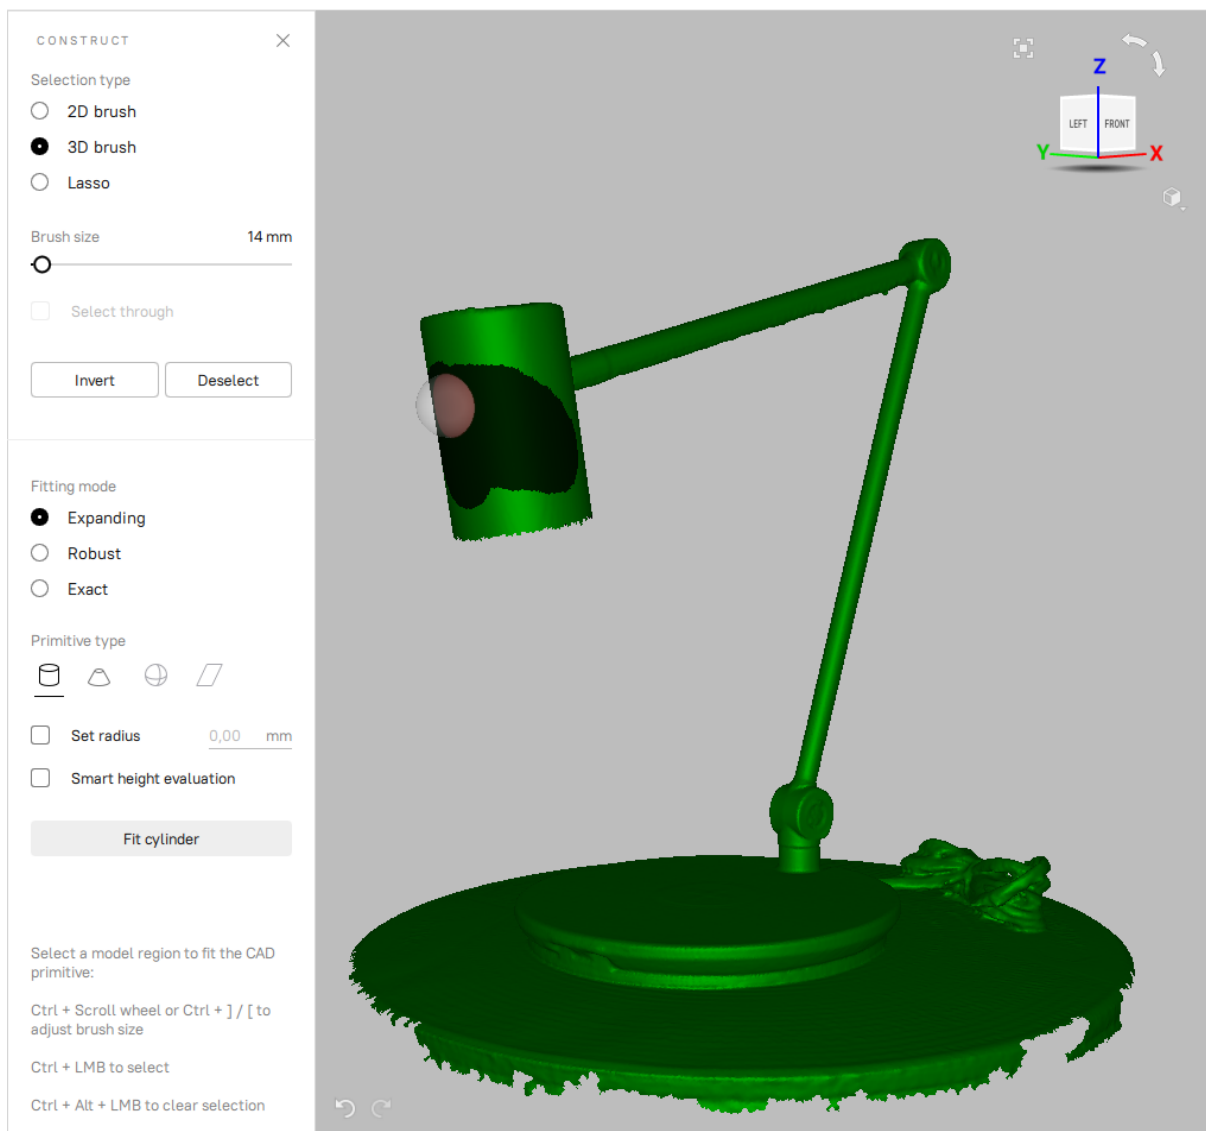 CONSTRUCT
Selection type
2D brush
3D brush
Lasso
Brush size 14 mm
Select through
Invert Deselect
Fitting mode
Expanding
Robust
Exact
Primitive type
Set radius 0,00 mm
Smart height evaluation
Fit cylinder
Select a model region to fit the CAD
primitive:
Ctrl + Scroll wheel or Ctrl + ] / [ to
adjust brush size
Ctrl + LMB to select
Ctrl + Alt + LMB to clear selection
Z
LEFT FRONT
Y X